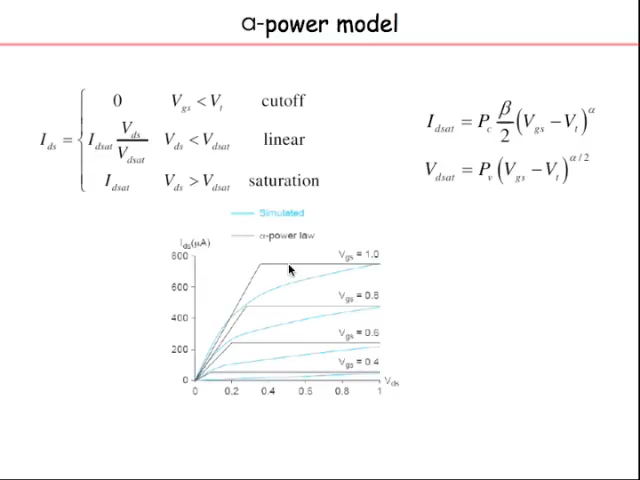 α-power model
0 V_gs < V_t cutoff
I_ds = { I_dsat V_ds / V_dsat V_ds < V_dsat linear
I_dsat V_ds > V_dsat saturation
I_dsat = P_c β/2 (V_gs − V_t)^α
V_dsat = P_v (V_gs − V_t)^α/2
Simulated
α-power law
I_ds(μA)
800
600
400
200
0
V_gs = 1.0
V_gs = 0.8
V_gs = 0.6
V_gs = 0.4
0 0.2 0.4 0.6 0.8 1
V_ds